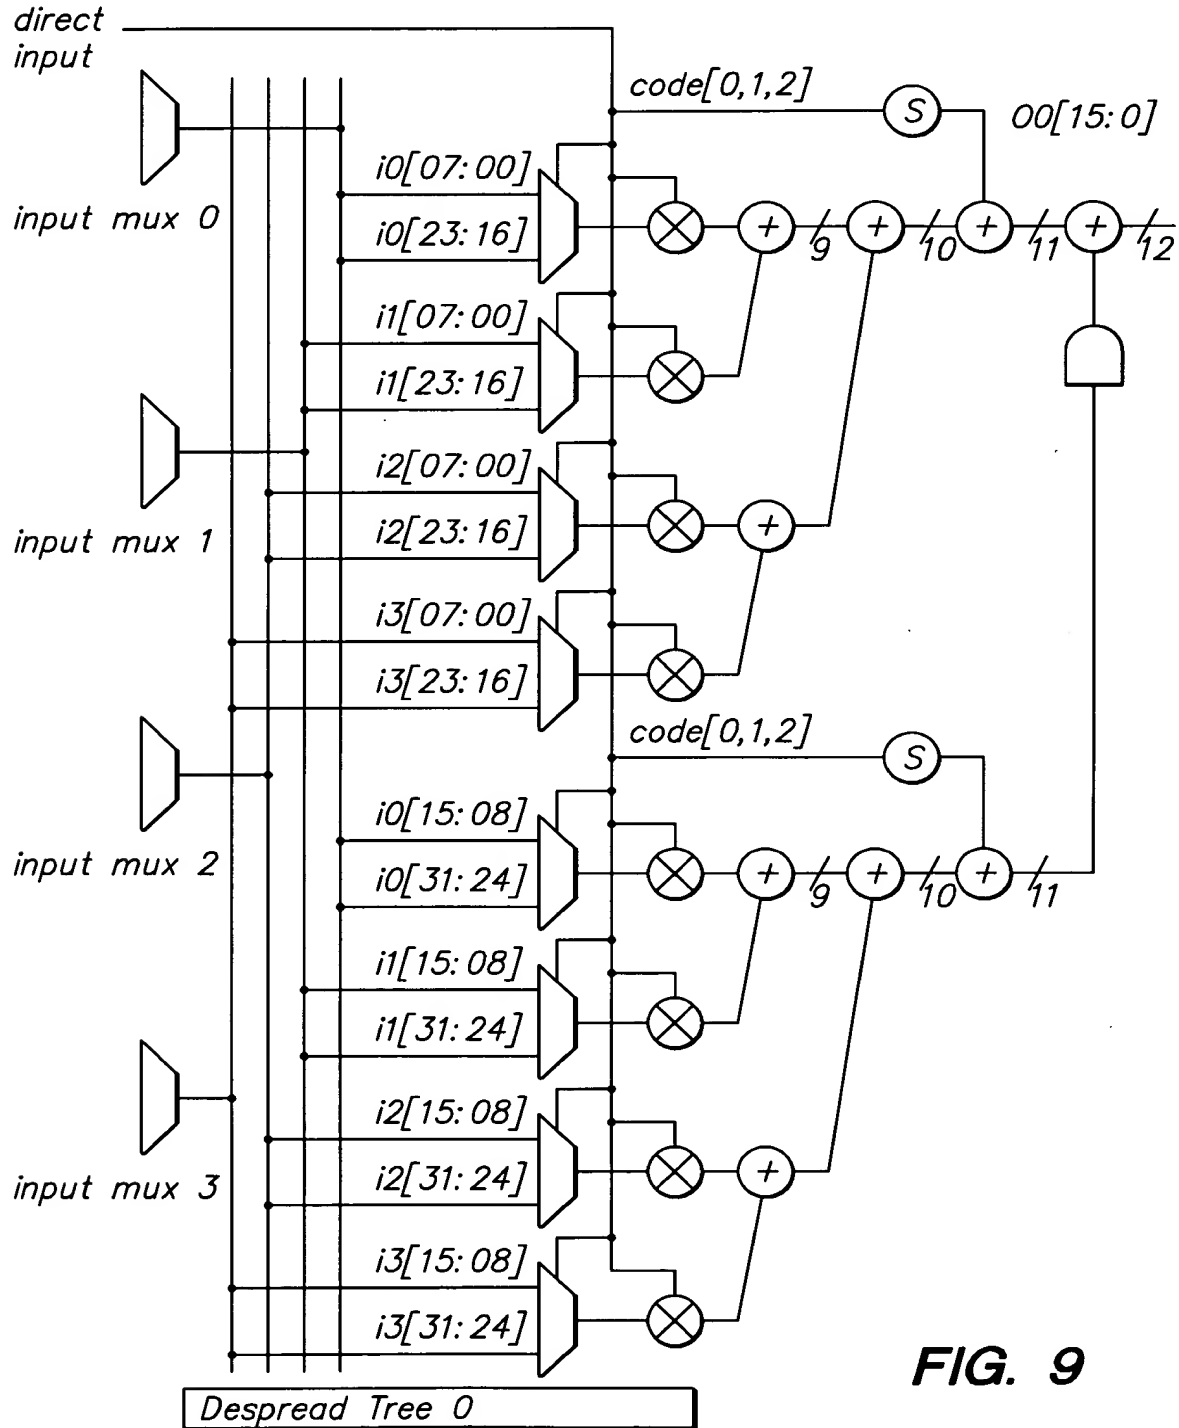 direct
input
code[0,1,2]
S
OO[15:0]
i0[07:00]
input mux 0
i0[23:16]
+
9
+
10
+
11
+
12
i1[07:00]
i1[23:16]
i2[07:00]
input mux 1
i2[23:16]
+
i3[07:00]
i3[23:16]
code[0,1,2]
S
i0[15:08]
input mux 2
i0[31:24]
+
9
+
10
+
11
i1[15:08]
i1[31:24]
i2[15:08]
input mux 3
i2[31:24]
+
i3[15:08]
i3[31:24]
FIG. 9
Despread Tree 0